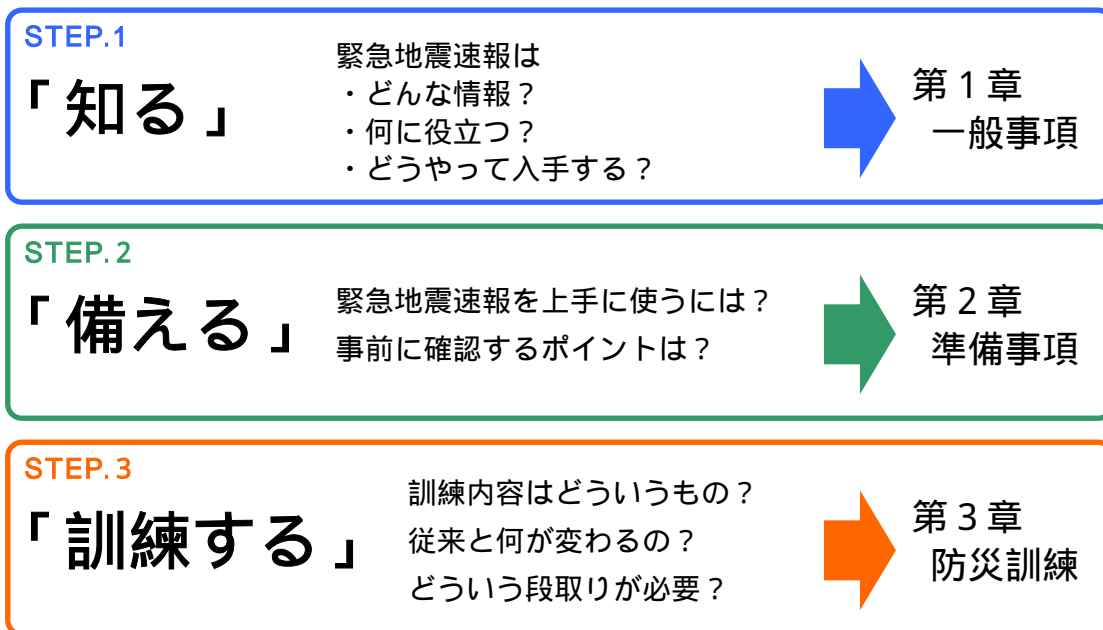 STEP.1
「知る」
緊急地震速報は
・どんな情報？
・何に役立つ？
・どうやって入手する？
第１章
一般事項
STEP.2
「備える」
緊急地震速報を上手に使うには？
事前に確認するポイントは？
第２章
準備事項
STEP.3
「訓練する」
訓練内容はどういうもの？
従来と何が変わるの？
どういう段取りが必要？
第３章
防災訓練